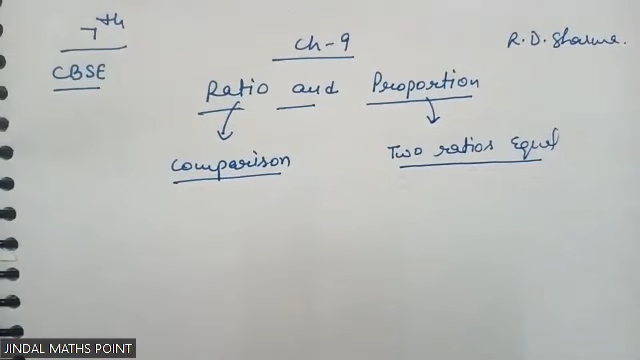 7th
CBSE
Ch-9
R.D. Sharma.
Ratio and Proportion
Comparison
Two ratios Equal
JINDAL MATHS POINT